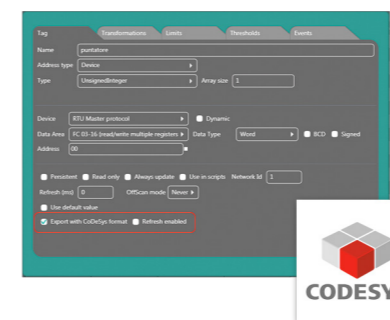 Tag Transformations Limits Thresholds Events
Name puntatore
Address type Device
Type UnsignedInteger Array size 1
Device RTU Master protocol Dynamic
Data Area FC 03-16 (read/write multiple registers Data Type Word BCD Signed
Address 00
Persistent Read only Always update Use in scripts Network Id 1
Refresh (ms) 0 OffScan mode Never
Use default value
Export with CoDeSys format Refresh enabled
CODESY